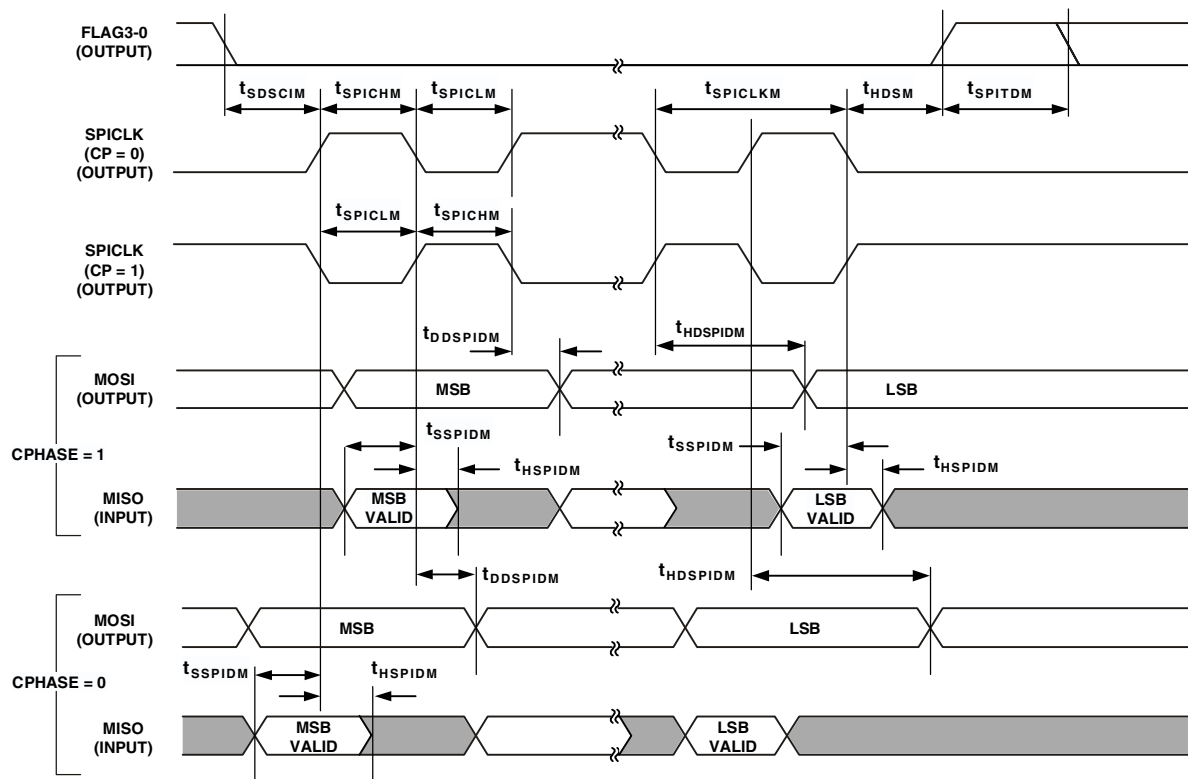 FLAG3-0
(OUTPUT)
tSDSCIM tSPICHM tSPICLM tSPICLKM tHDSM tSPITDM
SPICLK
(CP = 0)
(OUTPUT)
tSPICLM tSPICHM
SPICLK
(CP = 1)
(OUTPUT)
tDDSPIDM tHDSPIDM
MOSI
(OUTPUT)
MSB LSB
CPHASE = 1
tSSPIDM tHSPIDM tSSPIDM tHSPIDM
MISO
(INPUT)
MSB
VALID
LSB
VALID
tDDSPIDM tHDSPIDM
MOSI
(OUTPUT)
MSB LSB
CPHASE = 0
tSSPIDM tHSPIDM
MISO
(INPUT)
MSB
VALID
LSB
VALID